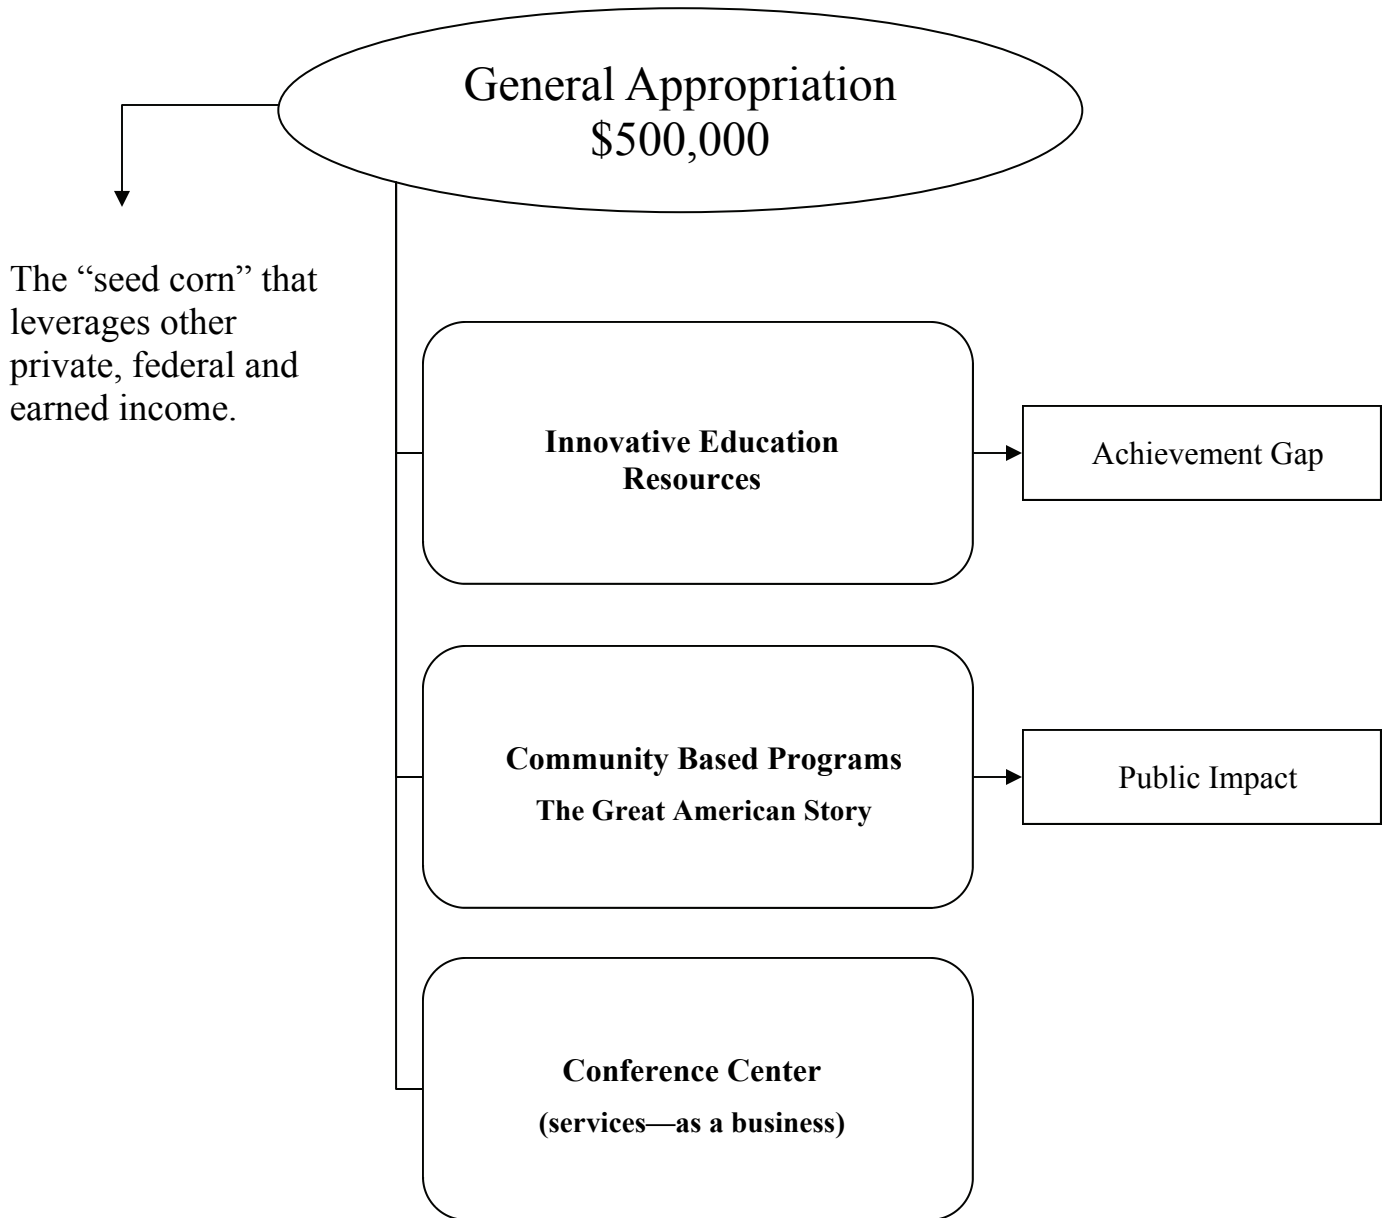 General Appropriation
$500,000
The “seed corn” that
leverages other
private, federal and
earned income.
Innovative Education
Resources
Achievement Gap
Community Based Programs
The Great American Story
Public Impact
Conference Center
(services—as a business)